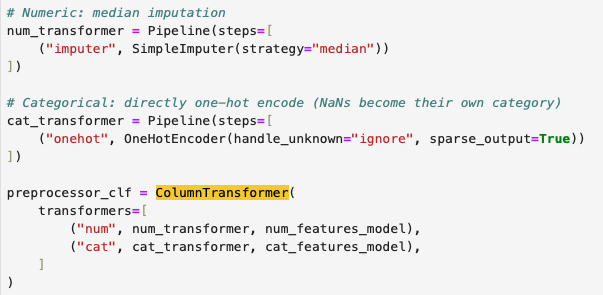 # Numeric: median imputation
num_transformer = Pipeline(steps=[
    ("imputer", SimpleImputer(strategy="median"))
])

# Categorical: directly one-hot encode (NaNs become their own category)
cat_transformer = Pipeline(steps=[
    ("onehot", OneHotEncoder(handle_unknown="ignore", sparse_output=True))
])

preprocessor_clf = ColumnTransformer(
    transformers=[
        ("num", num_transformer, num_features_model),
        ("cat", cat_transformer, cat_features_model),
    ]
)